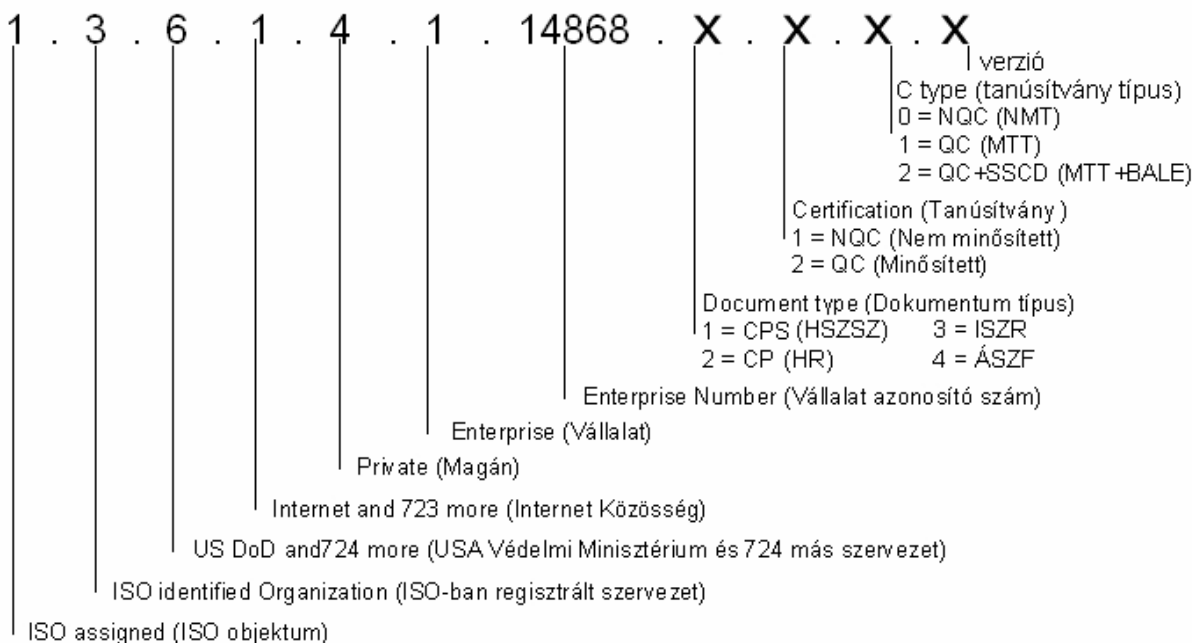 1 . 3 . 6 . 1 . 4 . 1 . 14868 . X . X . X . X
verzió
C type (tanúsítvány típus)
0 = NQC (NMT)
1 = QC (MTT)
2 = QC+SSCD (MTT+BALE)
Certification (Tanúsítvány )
1 = NQC (Nem minősített)
2 = QC (Minősített)
Document type (Dokumentum típus)
1 = CPS (HSZSZ) 3 = ISZR
2 = CP (HR) 4 = ÁSZF
Enterprise Number (Vállalat azonosító szám)
Enterprise (Vállalat)
Private (Magán)
Internet and 723 more (Internet Közösség)
US DoD and724 more (USA Védelmi Minisztérium és 724 más szervezet)
ISO identified Organization (ISO-ban regisztrált szervezet)
ISO assigned (ISO objektum)